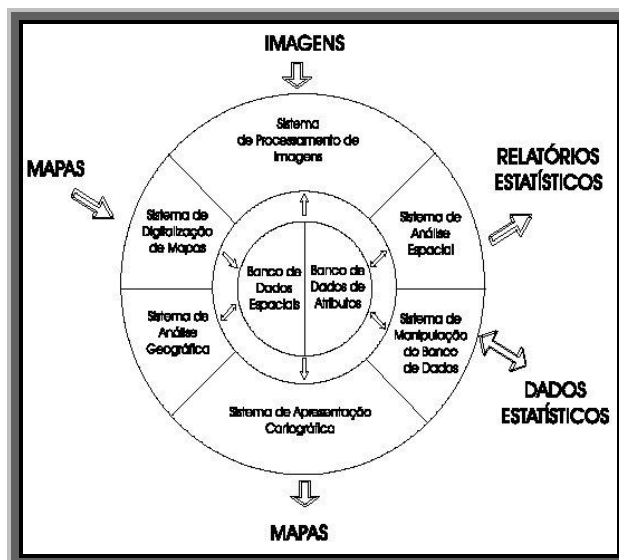 IMAGENS
Sistema
de Processamento de
Imagens
MAPAS
RELATÓRIOS
ESTATÍSTICOS
Sistema de
Digitalização
de Mapas
Sistema de
Análise
Espacial
Banco de
Dados
Espaciais
Banco de
Dados de
Atributos
Sistema de
Análise
Geográfica
Sistema de
Manipulação
do Banco
de Dados
DADOS
ESTATÍSTICOS
Sistema de Apresentação
Cartográfica
MAPAS